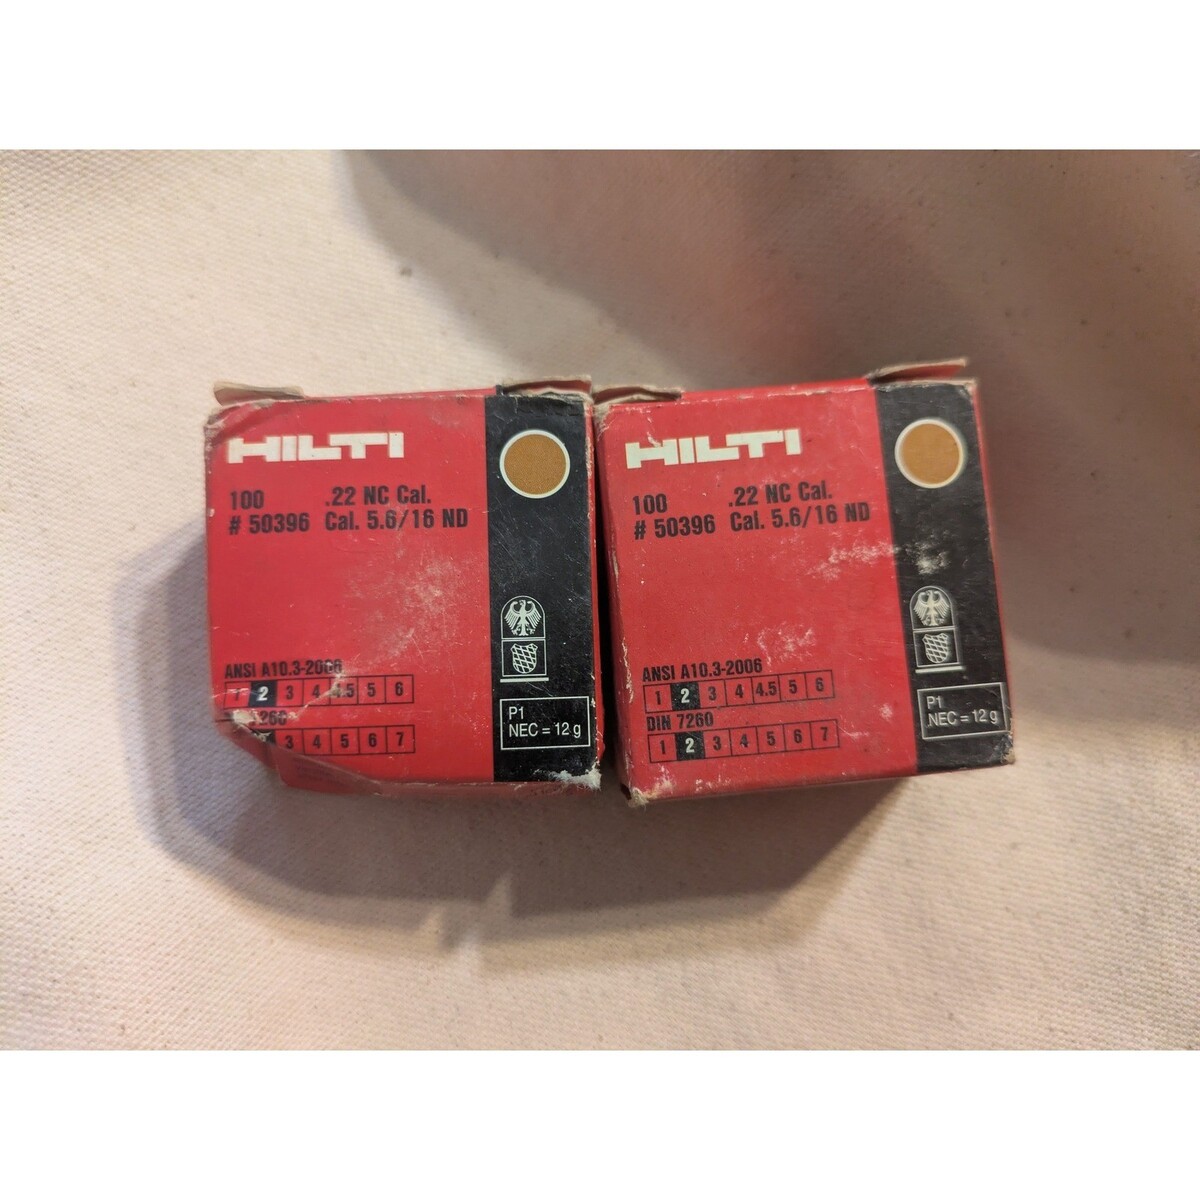 HILTI
100 .22 NC Cal.
# 50396 Cal. 5.6/16 ND
ANSI A10.3-2006
1 2 3 4 4.5 5 6
260
3 4 5 6 7
P1
NEC = 12 g
HILTI
100 .22 NC Cal.
# 50396 Cal. 5.6/16 ND
ANSI A10.3-2006
1 2 3 4 4.5 5 6
DIN 7260
1 2 3 4 5 6 7
P1
NEC = 12 g